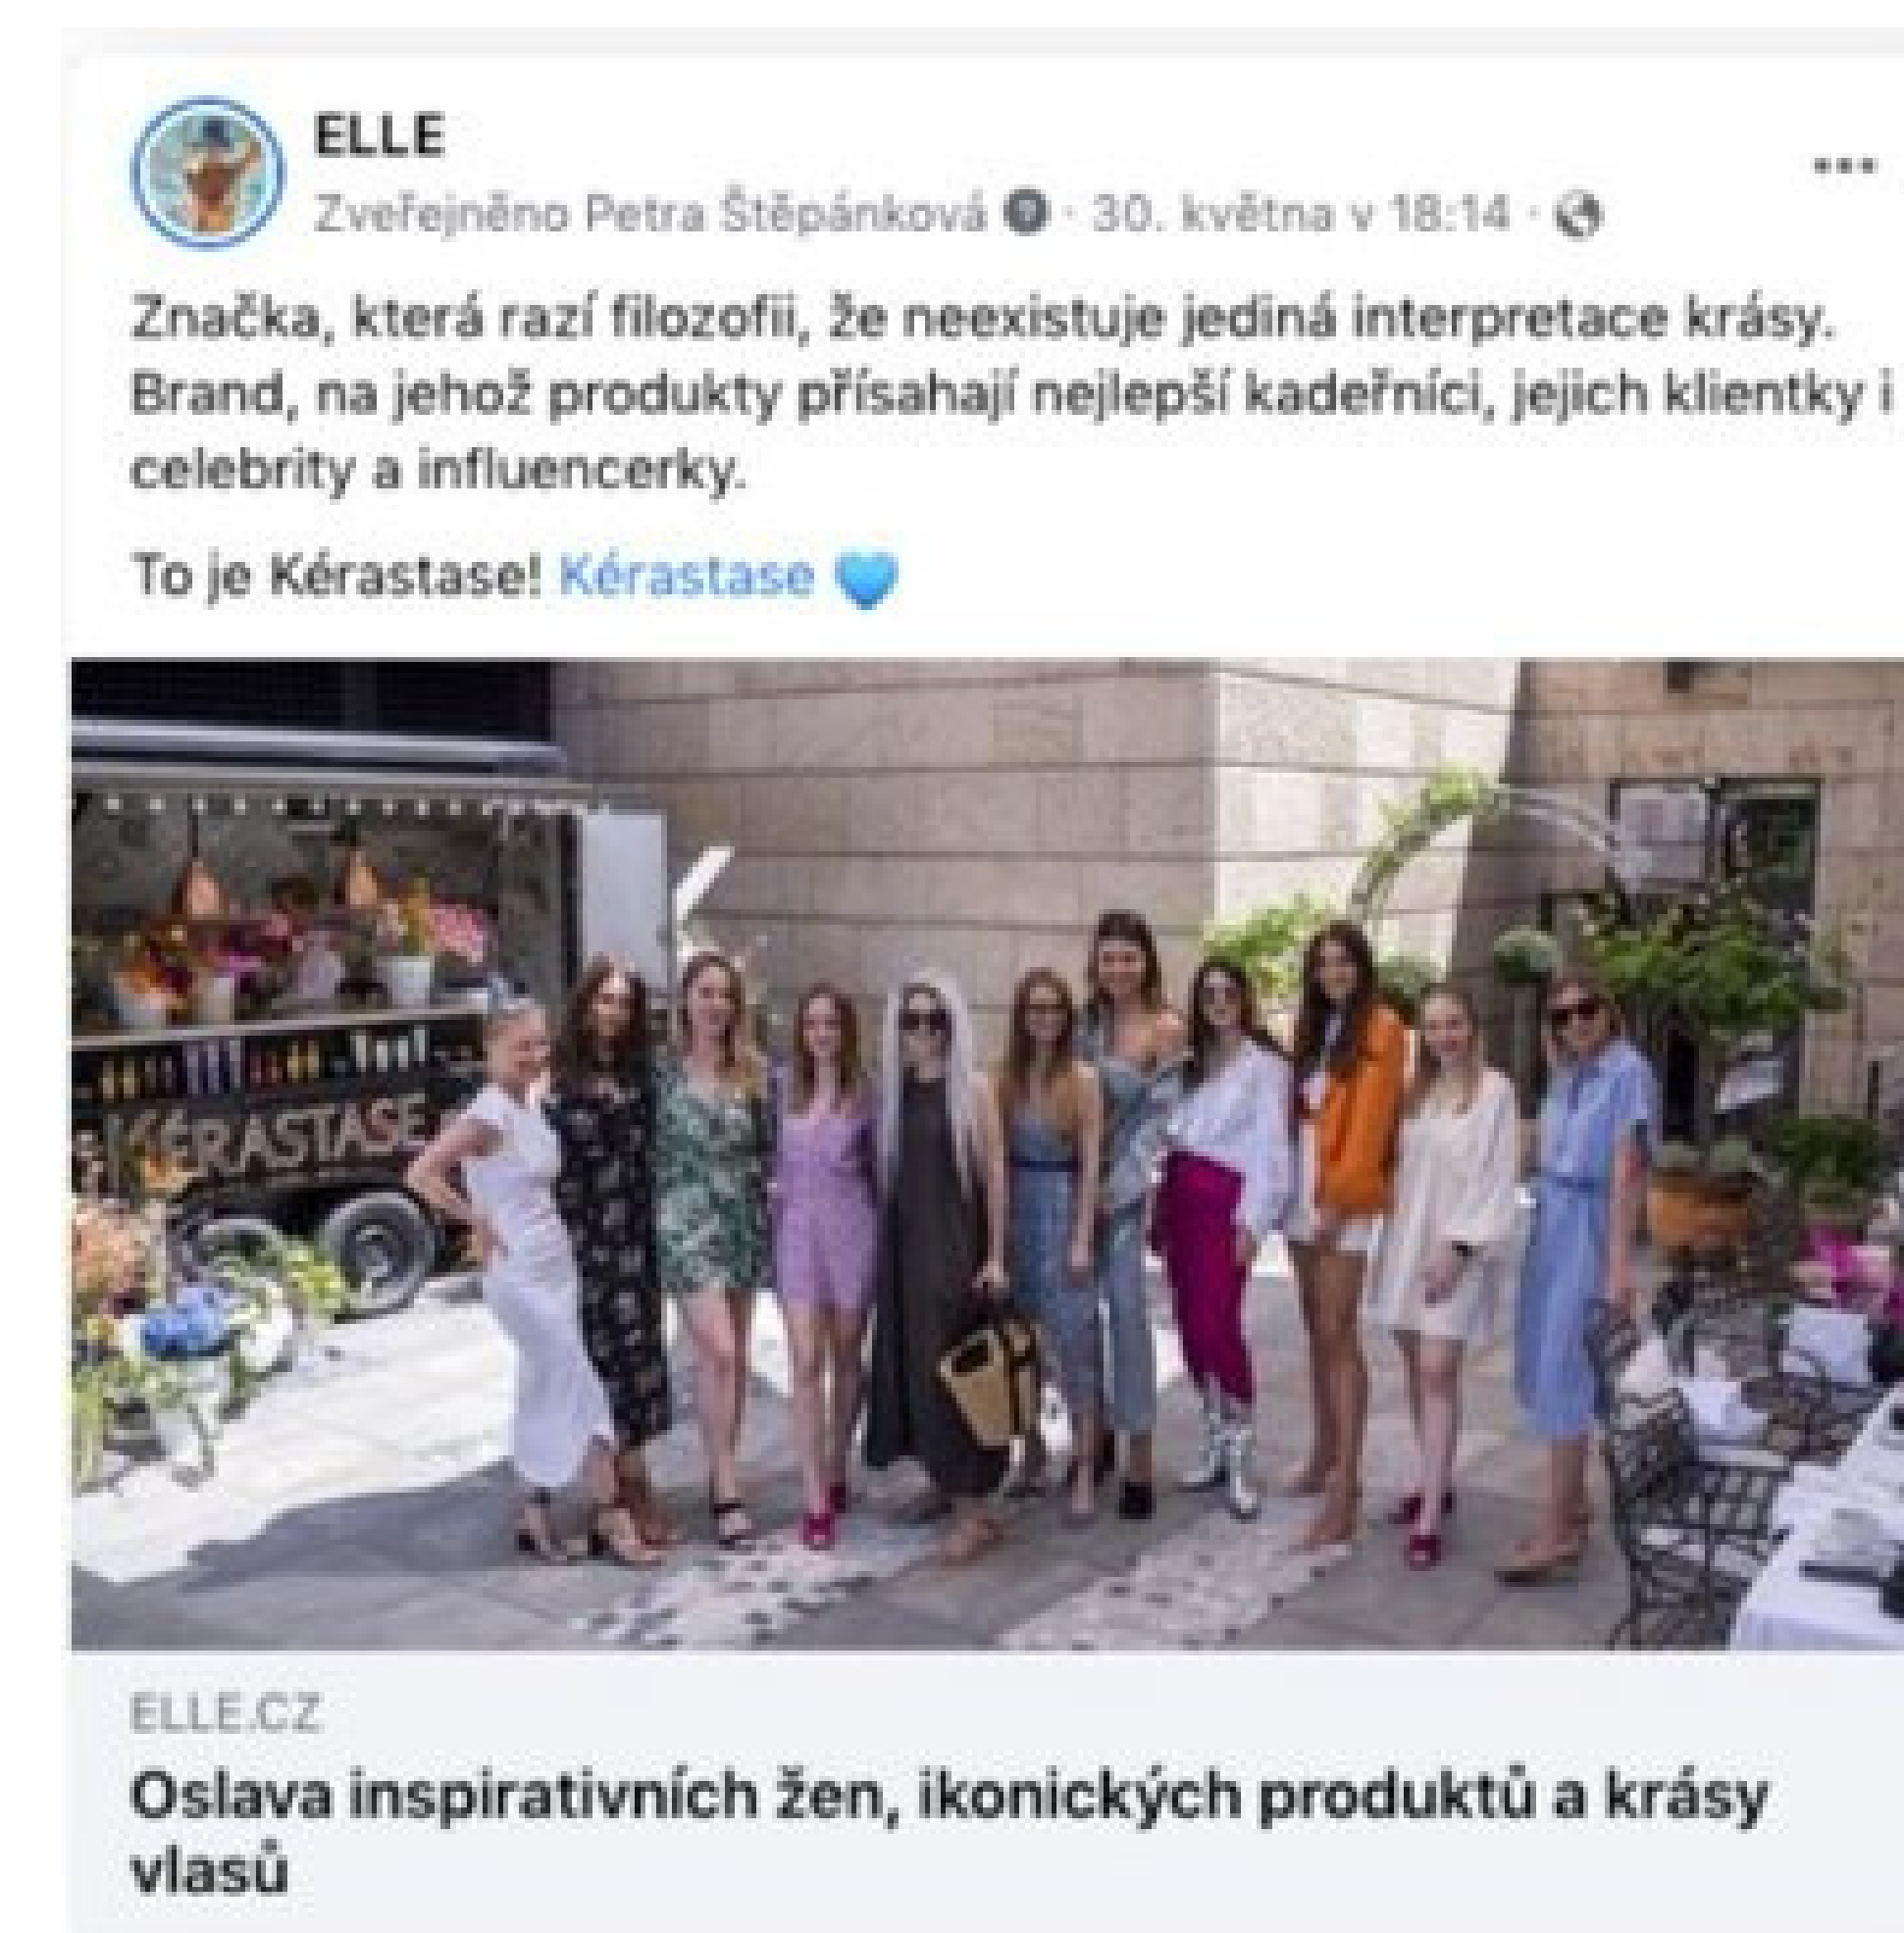 ELLE
Zveřejněno Petra Štěpánková · 30. května v 18:14 ·
Značka, která razí filozofii, že neexistuje jediná interpretace krásy.
Brand, na jehož produkty přísahají nejlepší kadeřníci, jejich klientky i
celebrity a influencerky.
To je Kérastase! Kérastase 💙
KÉRASTASE
ELLE.CZ
Oslava inspirativních žen, ikonických produktů a krásy
vlasů